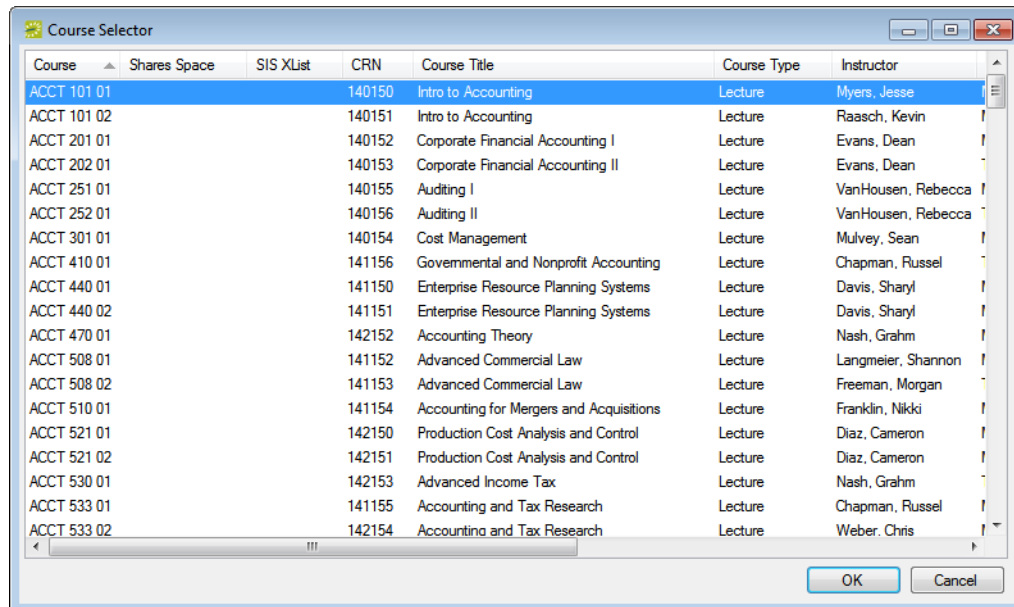 Course Selector
Course Shares Space SIS XList CRN Course Title Course Type Instructor
ACCT 101 01 140150 Intro to Accounting Lecture Myers, Jesse
ACCT 101 02 140151 Intro to Accounting Lecture Raasch, Kevin
ACCT 201 01 140152 Corporate Financial Accounting I Lecture Evans, Dean
ACCT 202 01 140153 Corporate Financial Accounting II Lecture Evans, Dean
ACCT 251 01 140155 Auditing I Lecture VanHousen, Rebecca
ACCT 252 01 140156 Auditing II Lecture VanHousen, Rebecca
ACCT 301 01 140154 Cost Management Lecture Mulvey, Sean
ACCT 410 01 141156 Governmental and Nonprofit Accounting Lecture Chapman, Russel
ACCT 440 01 141150 Enterprise Resource Planning Systems Lecture Davis, Sharyl
ACCT 440 02 141151 Enterprise Resource Planning Systems Lecture Davis, Sharyl
ACCT 470 01 142152 Accounting Theory Lecture Nash, Grahm
ACCT 508 01 141152 Advanced Commercial Law Lecture Langmeier, Shannon
ACCT 508 02 141153 Advanced Commercial Law Lecture Freeman, Morgan
ACCT 510 01 141154 Accounting for Mergers and Acquisitions Lecture Franklin, Nikki
ACCT 521 01 142150 Production Cost Analysis and Control Lecture Diaz, Cameron
ACCT 521 02 142151 Production Cost Analysis and Control Lecture Diaz, Cameron
ACCT 530 01 142153 Advanced Income Tax Lecture Nash, Grahm
ACCT 533 01 141155 Accounting and Tax Research Lecture Chapman, Russel
ACCT 533 02 142154 Accounting and Tax Research Lecture Weber, Chris
OK Cancel